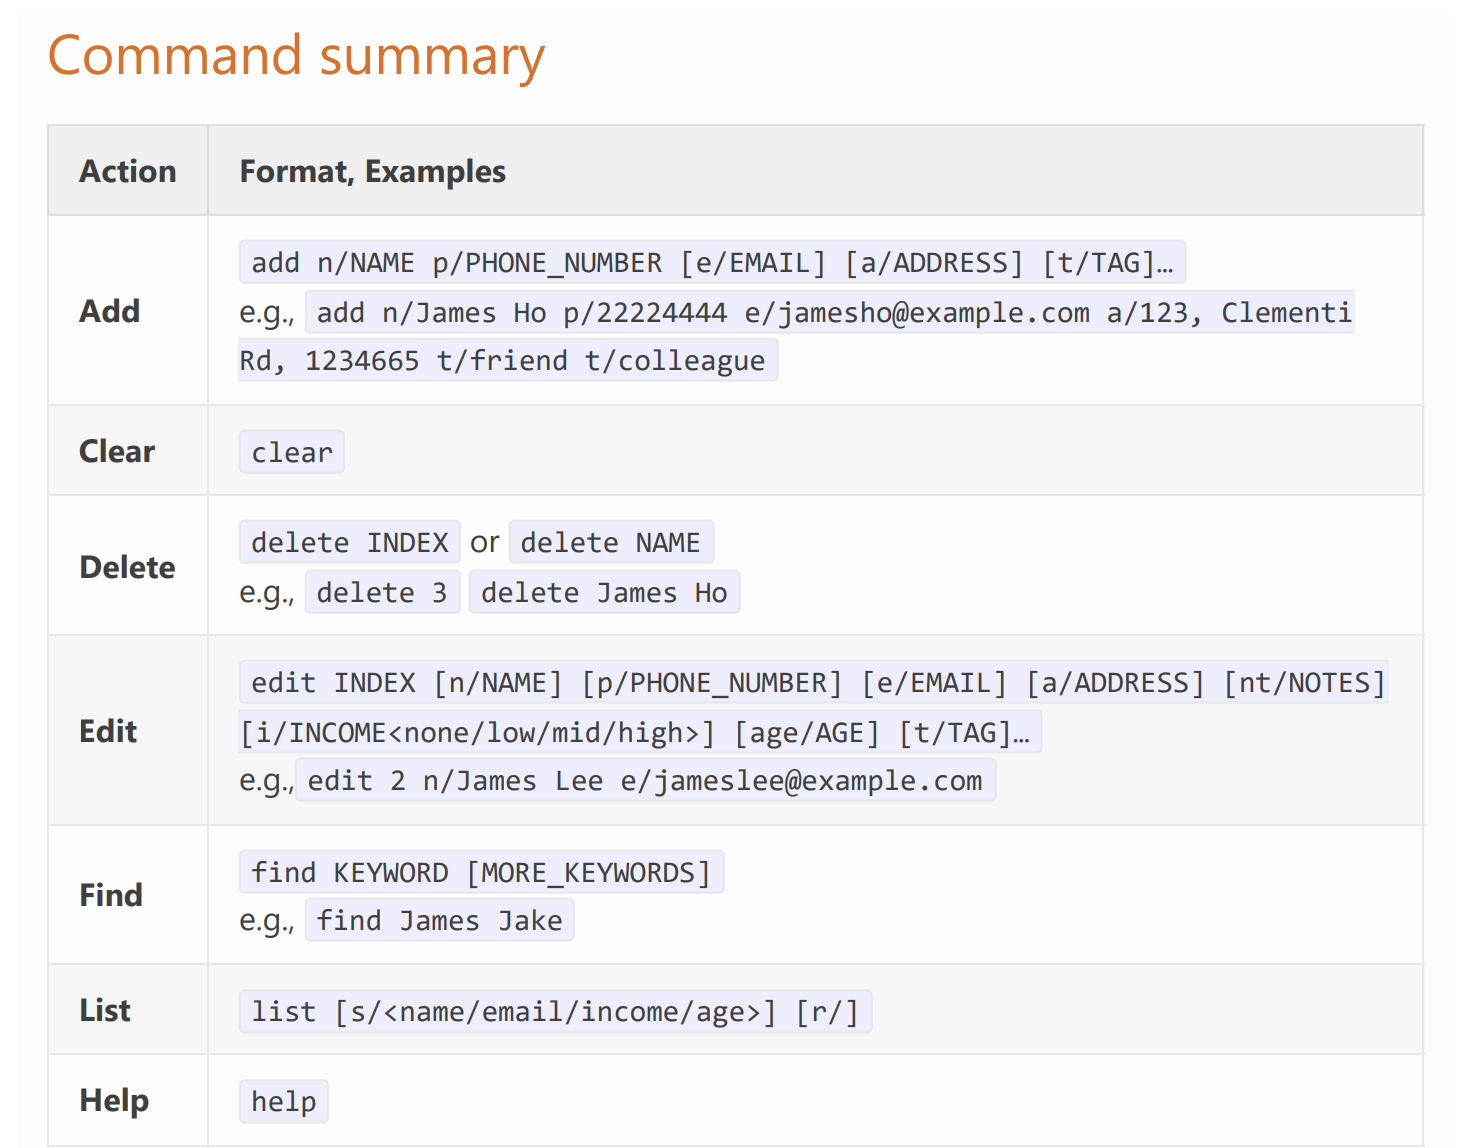 Command summary
Action Format, Examples
Add
add n/NAME p/PHONE_NUMBER [e/EMAIL] [a/ADDRESS] [t/TAG]…
e.g., add n/James Ho p/22224444 e/jamesho@example.com a/123, Clementi
Rd, 1234665 t/friend t/colleague
Clear
clear
Delete
delete INDEX or delete NAME
e.g., delete 3 delete James Ho
Edit
edit INDEX [n/NAME] [p/PHONE_NUMBER] [e/EMAIL] [a/ADDRESS] [nt/NOTES]
[i/INCOME<none/low/mid/high>] [age/AGE] [t/TAG]…
e.g., edit 2 n/James Lee e/jameslee@example.com
Find
find KEYWORD [MORE_KEYWORDS]
e.g., find James Jake
List
list [s/<name/email/income/age>] [r/]
Help
help